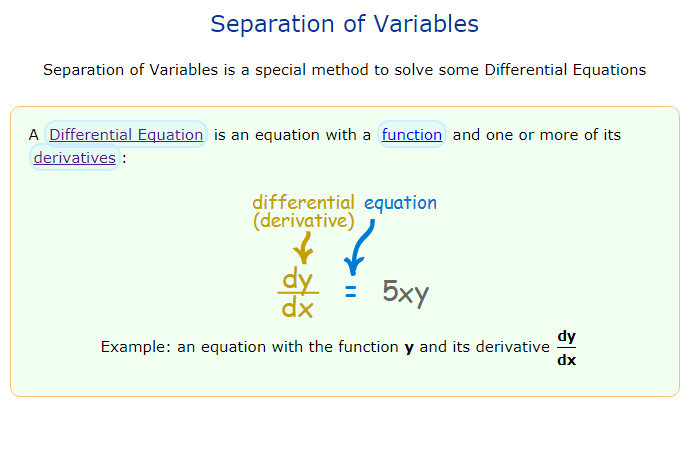 Separation of Variables
Separation of Variables is a special method to solve some Differential Equations
A Differential Equation is an equation with a function and one or more of its
derivatives :
differential equation
(derivative)
dy
dx
= 5xy
Example: an equation with the function y and its derivative dy
dx